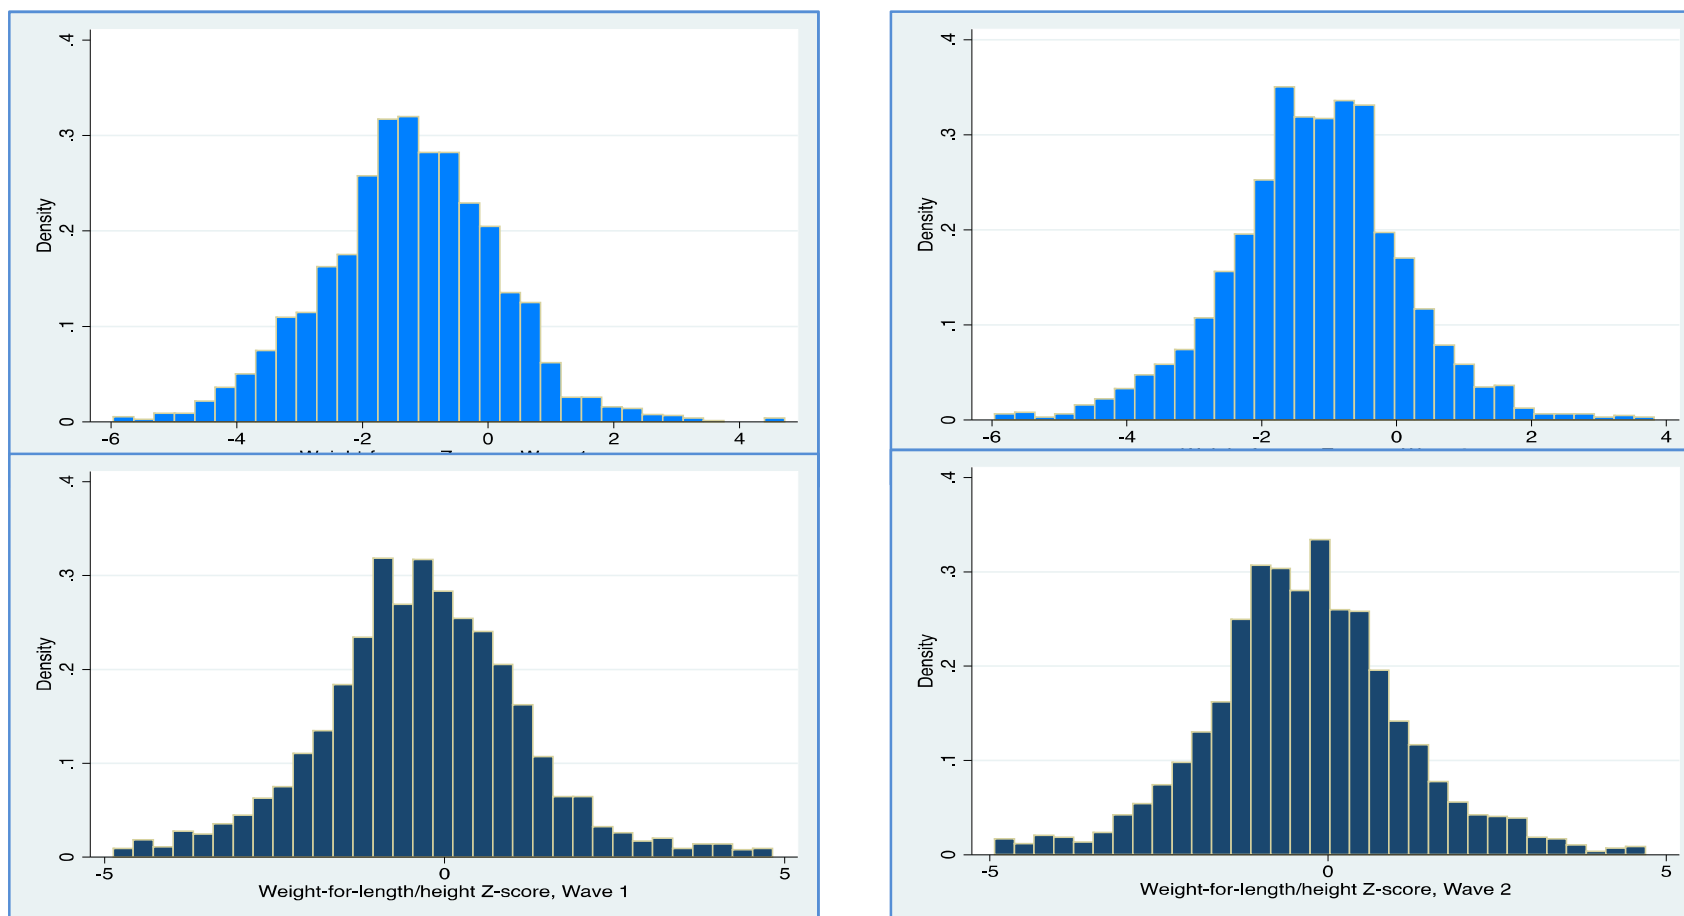 .4
.3
.2
.1
0
Density
-6 -4 -2 0 2 4
.4
.3
.2
.1
0
Density
-6 -4 -2 0 2 4
.4
.3
.2
.1
0
Density
-5 0 5
Weight-for-length/height Z-score, Wave 1
.4
.3
.2
.1
0
Density
-5 0 5
Weight-for-length/height Z-score, Wave 2